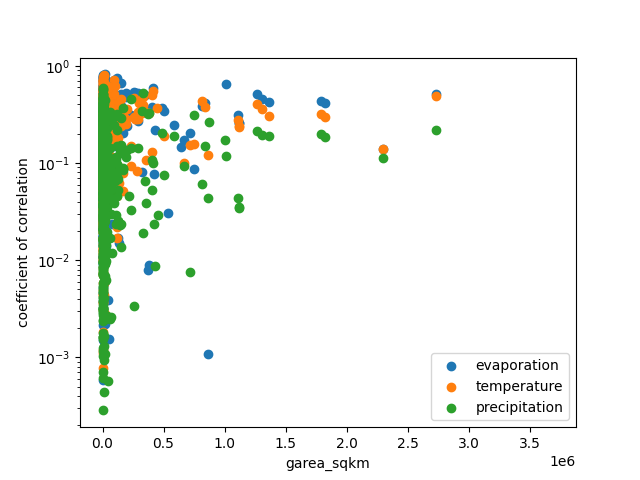 10⁰
10⁻¹
10⁻²
10⁻³
coefficient of correlation
evaporation
temperature
precipitation
0.0 0.5 1.0 1.5 2.0 2.5 3.0 3.5
garea_sqkm
1e6